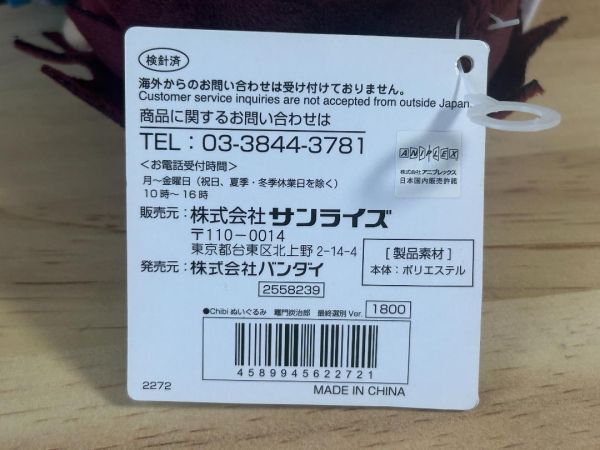 検針済
海外からのお問い合わせは受け付けておりません。
Customer service inquiries are not accepted from outside Japan.
商品に関するお問い合わせは
TEL：03-3844-3781
＜お電話受付時間＞
月～金曜日（祝日、夏季・冬季休業日を除く）
10時～16時
ANIPLEX
株式会社 アニプレックス
日本国内販売許諾
販売元：株式会社サンライズ
〒110-0014
東京都台東区北上野 2-14-4
発売元：株式会社バンダイ
［製品素材］
本体：ポリエステル
2558239
●Chibi ぬいぐるみ 竈門炭治郎 最終選別 Ver. 1800
4589945622721
2272
MADE IN CHINA